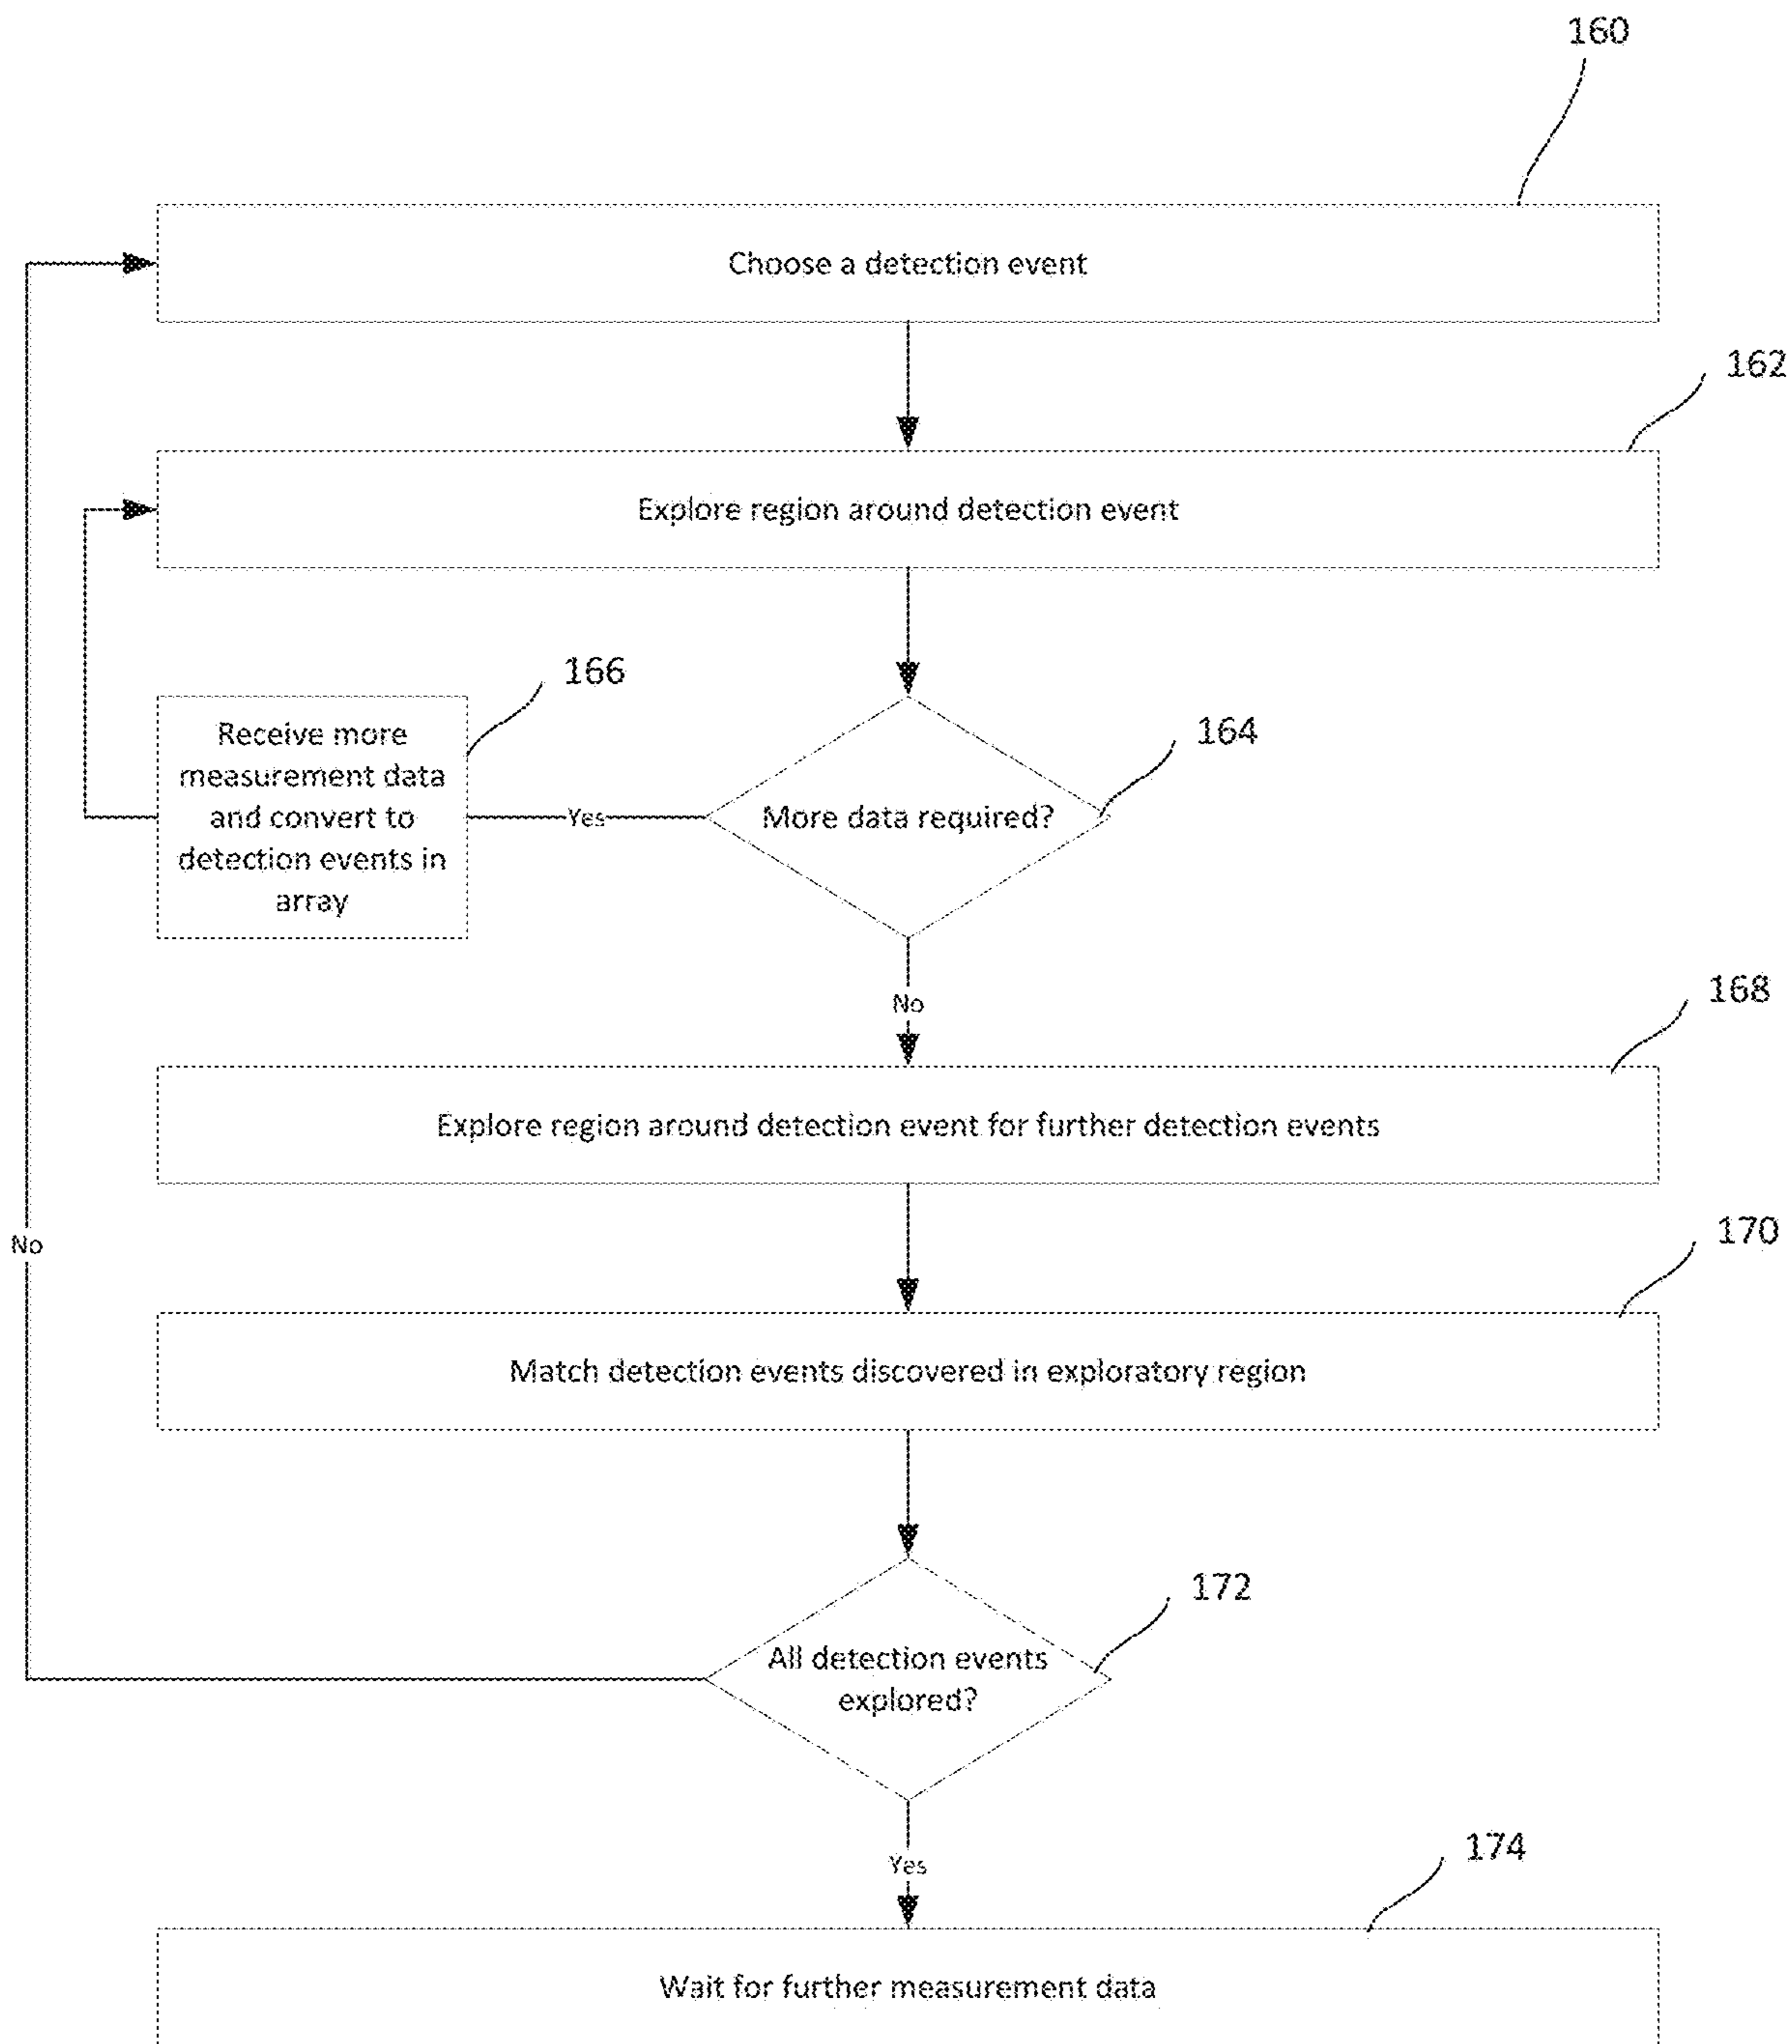 160
Choose a detection event
162
Explore region around detection event
166
Receive more
measurement data
and convert to
detection events in
array
Yes
More data required?
164
No
168
Explore region around detection event for further detection events
170
No
Match detection events discovered in exploratory region
172
All detection events
explored?
Yes
174
Wait for further measurement data